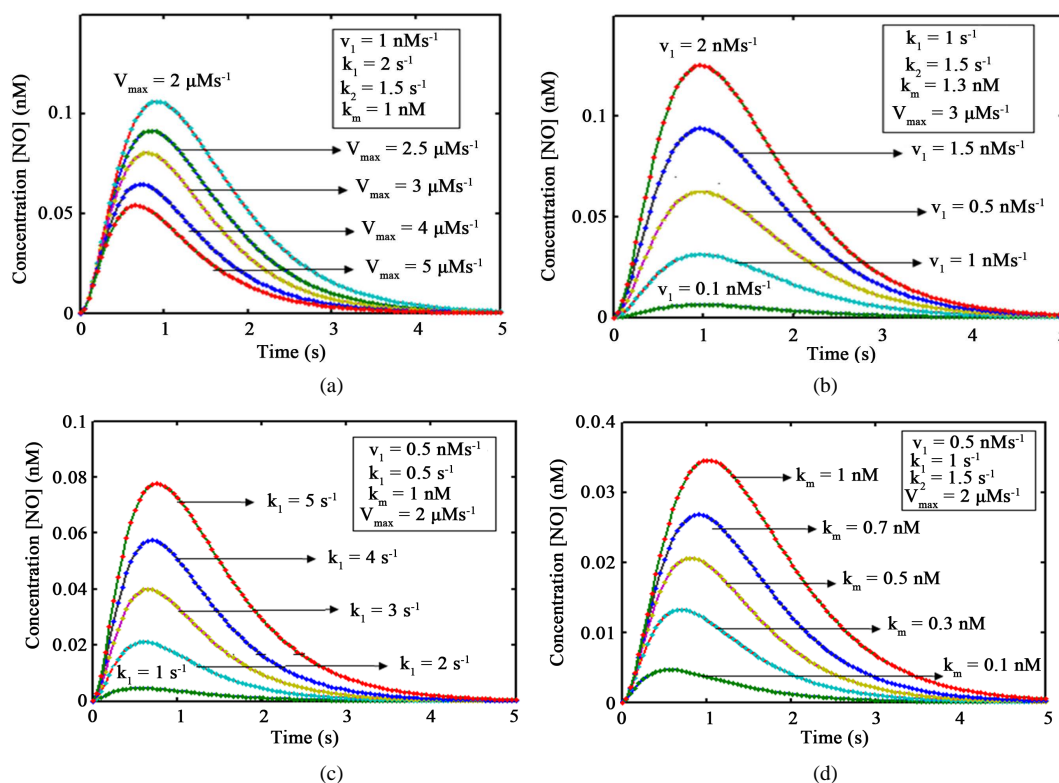 v1 = 1 nMs-1
k1 = 2 s-1
k2 = 1.5 s-1
km = 1 nM
Vmax = 2 μMs-1
Vmax = 2.5 μMs-1
Vmax = 3 μMs-1
Vmax = 4 μMs-1
Vmax = 5 μMs-1
Concentration [NO] (nM)
0.1
0.05
0
0 1 2 3 4 5
Time (s)
(a)
v1 = 2 nMs-1
k1 = 1 s-1
k2 = 1.5 s-1
km = 1.3 nM
Vmax = 3 μMs-1
v1 = 1.5 nMs-1
v1 = 0.5 nMs-1
v1 = 1 nMs-1
v1 = 0.1 nMs-1
Concentration [NO] (nM)
0.15
0.1
0.05
0
0 1 2 3 4 5
Time (s)
(b)
v1 = 0.5 nMs-1
k1 = 0.5 s-1
km = 1 nM
Vmax = 2 μMs-1
k1 = 5 s-1
k1 = 4 s-1
k1 = 3 s-1
k1 = 2 s-1
k1 = 1 s-1
Concentration [NO] (nM)
0.1
0.08
0.06
0.04
0.02
0
0 1 2 3 4 5
Time (s)
(c)
v1 = 0.5 nMs-1
k1 = 1 s-1
k2 = 1.5 s-1
Vmax = 2 μMs-1
km = 1 nM
km = 0.7 nM
km = 0.5 nM
km = 0.3 nM
km = 0.1 nM
Concentration [NO] (nM)
0.04
0.03
0.02
0.01
0
0 1 2 3 4 5
Time (s)
(d)